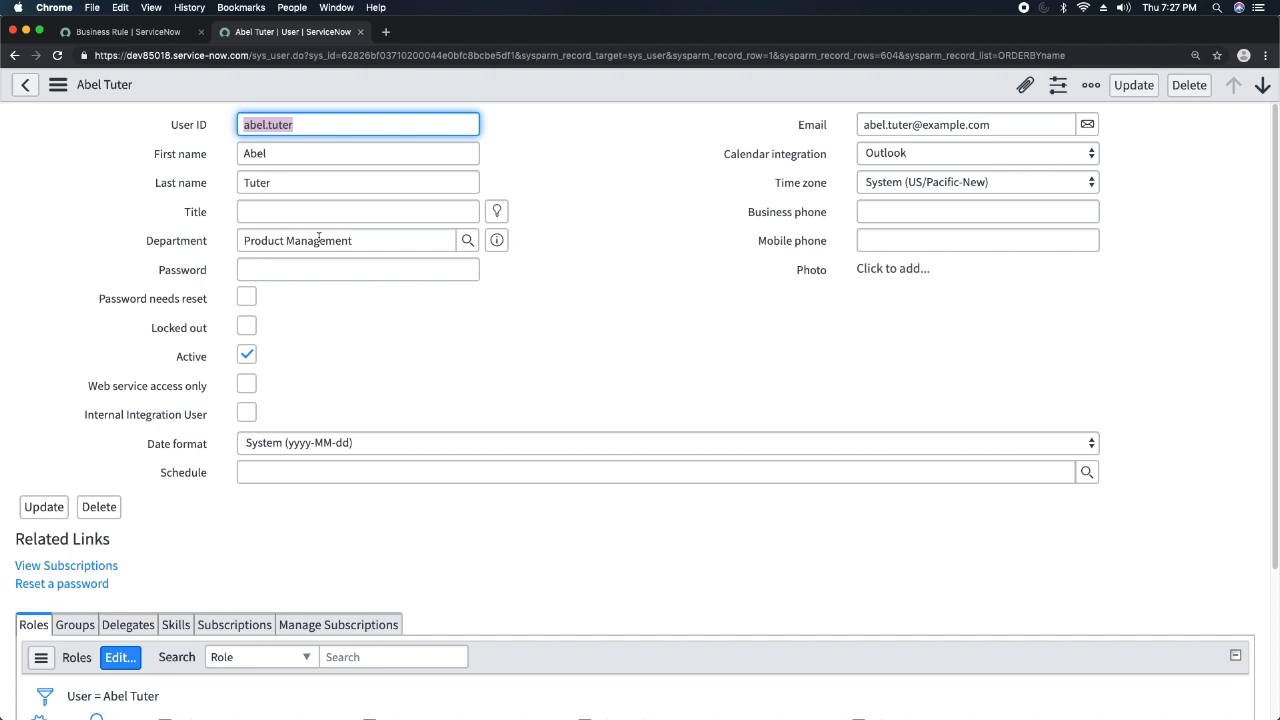 Chrome File Edit View History Bookmarks People Window Help Thu 7:27 PM
Business Rule | ServiceNow × Abel Tuter | User | ServiceNow × +
https://dev85018.service-now.com/sys_user.do?sys_id=62826bf03710200044e0bfc8bcbe5df1&sysparm_record_target=sys_user&sysparm_record_row=1&sysparm_record_rows=604&sysparm_record_list=ORDERBYname
Abel Tuter Update Delete
User ID abel.tuter Email abel.tuter@example.com
First name Abel Calendar integration Outlook
Last name Tuter Time zone System (US/Pacific-New)
Title Business phone
Department Product Management Mobile phone
Password Photo Click to add...
Password needs reset
Locked out
Active
Web service access only
Internal Integration User
Date format System (yyyy-MM-dd)
Schedule
Update Delete
Related Links
View Subscriptions
Reset a password
Roles Groups Delegates Skills Subscriptions Manage Subscriptions
Roles Edit... Search Role Search
User = Abel Tuter